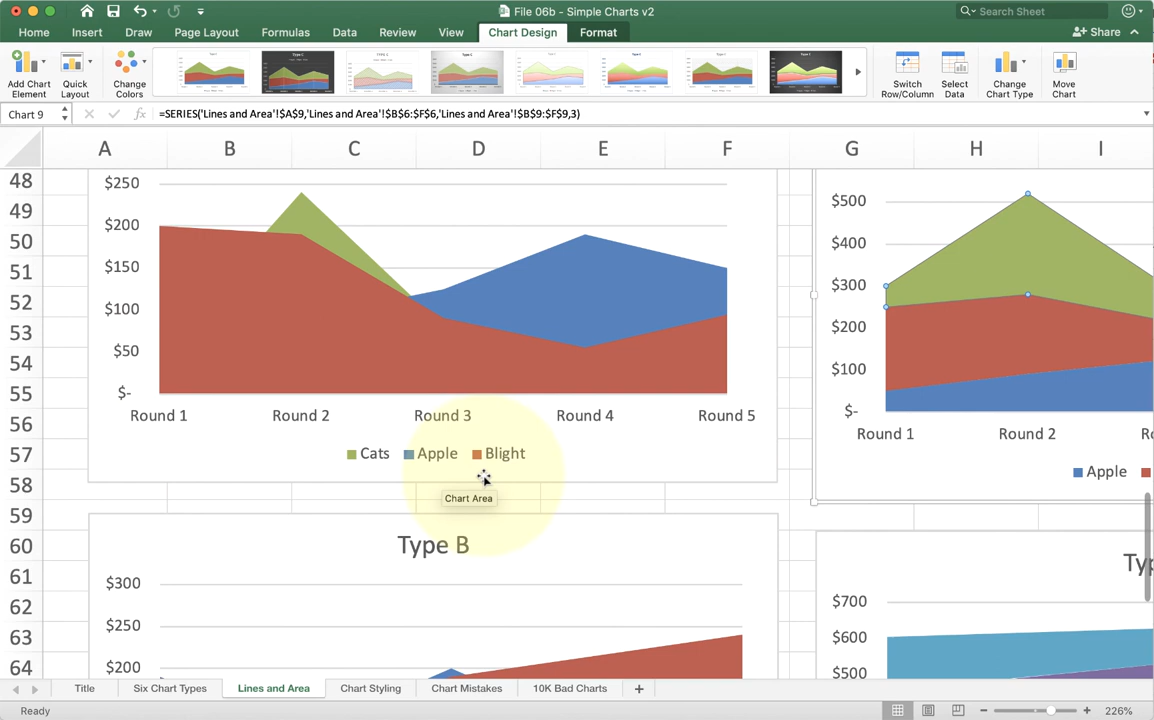 File 06b - Simple Charts v2
Search Sheet
Home Insert Draw Page Layout Formulas Data Review View Chart Design Format
Share
Add Chart Element
Quick Layout
Change Colors
Switch Row/Column
Select Data
Change Chart Type
Move Chart
Chart 9
fx =SERIES('Lines and Area'!$A$9,'Lines and Area'!$B$6:$F$6,'Lines and Area'!$B$9:$F$9,3)
A B C D E F G H I
48
49
50
51
52
53
54
55
56
57
58
59
60
61
62
63
64
$250
$200
$150
$100
$50
$-
Round 1 Round 2 Round 3 Round 4 Round 5
Cats Apple Blight
Chart Area
$500
$400
$300
$200
$100
$-
Round 1 Round 2
Apple
Type B
$300
$250
$200
$700
$600
$500
Title Six Chart Types Lines and Area Chart Styling Chart Mistakes 10K Bad Charts +
Ready
226%